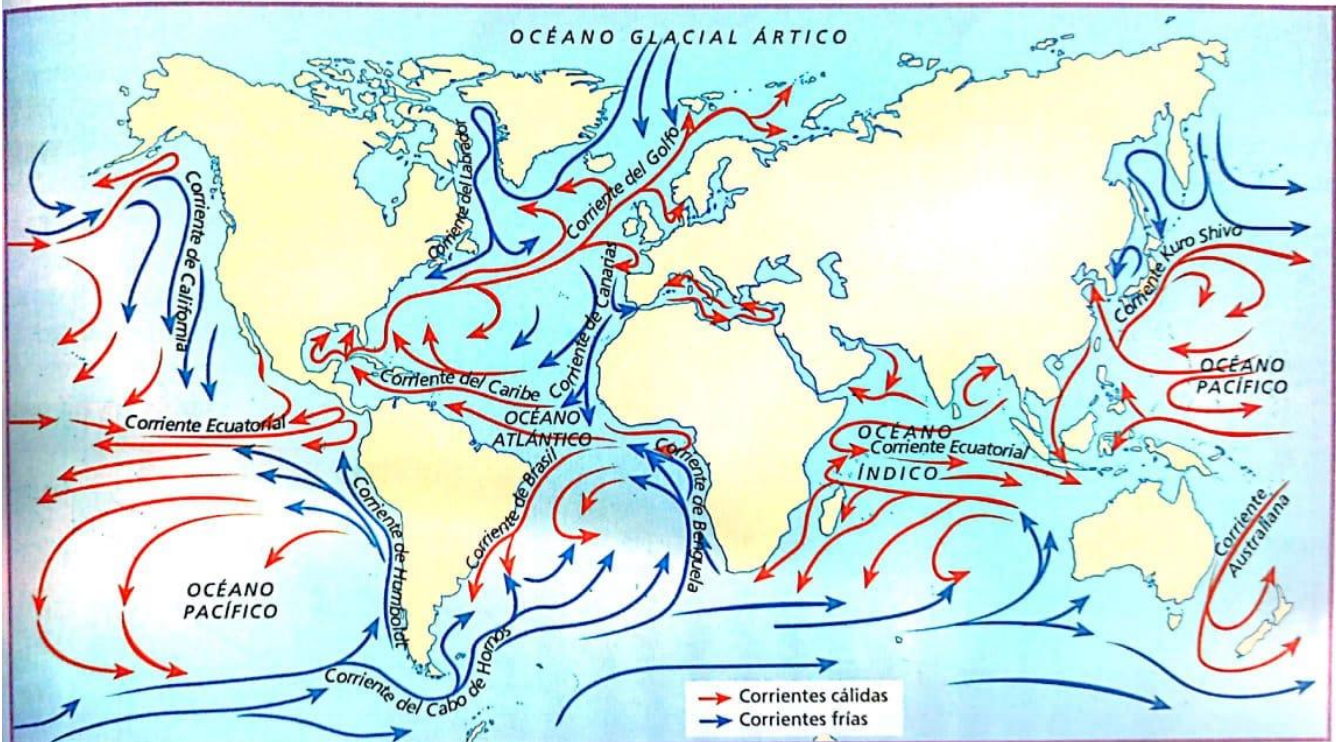 OCÉANO GLACIAL ÁRTICO
Corriente del Labrador
Corriente del Golfo
Corriente de California
Corriente de Canarias
Corriente Kuro Shivo
Corriente del Caribe
OCÉANO
PACÍFICO
Corriente Ecuatorial
OCÉANO
ATLÁNTICO
OCÉANO
Corriente Ecuatorial
ÍNDICO
Corriente de Brasil
Corriente de Benguela
Corriente de Humboldt
Corriente
Australiana
OCÉANO
PACÍFICO
Corriente del Cabo de Hornos
Corrientes cálidas
Corrientes frías